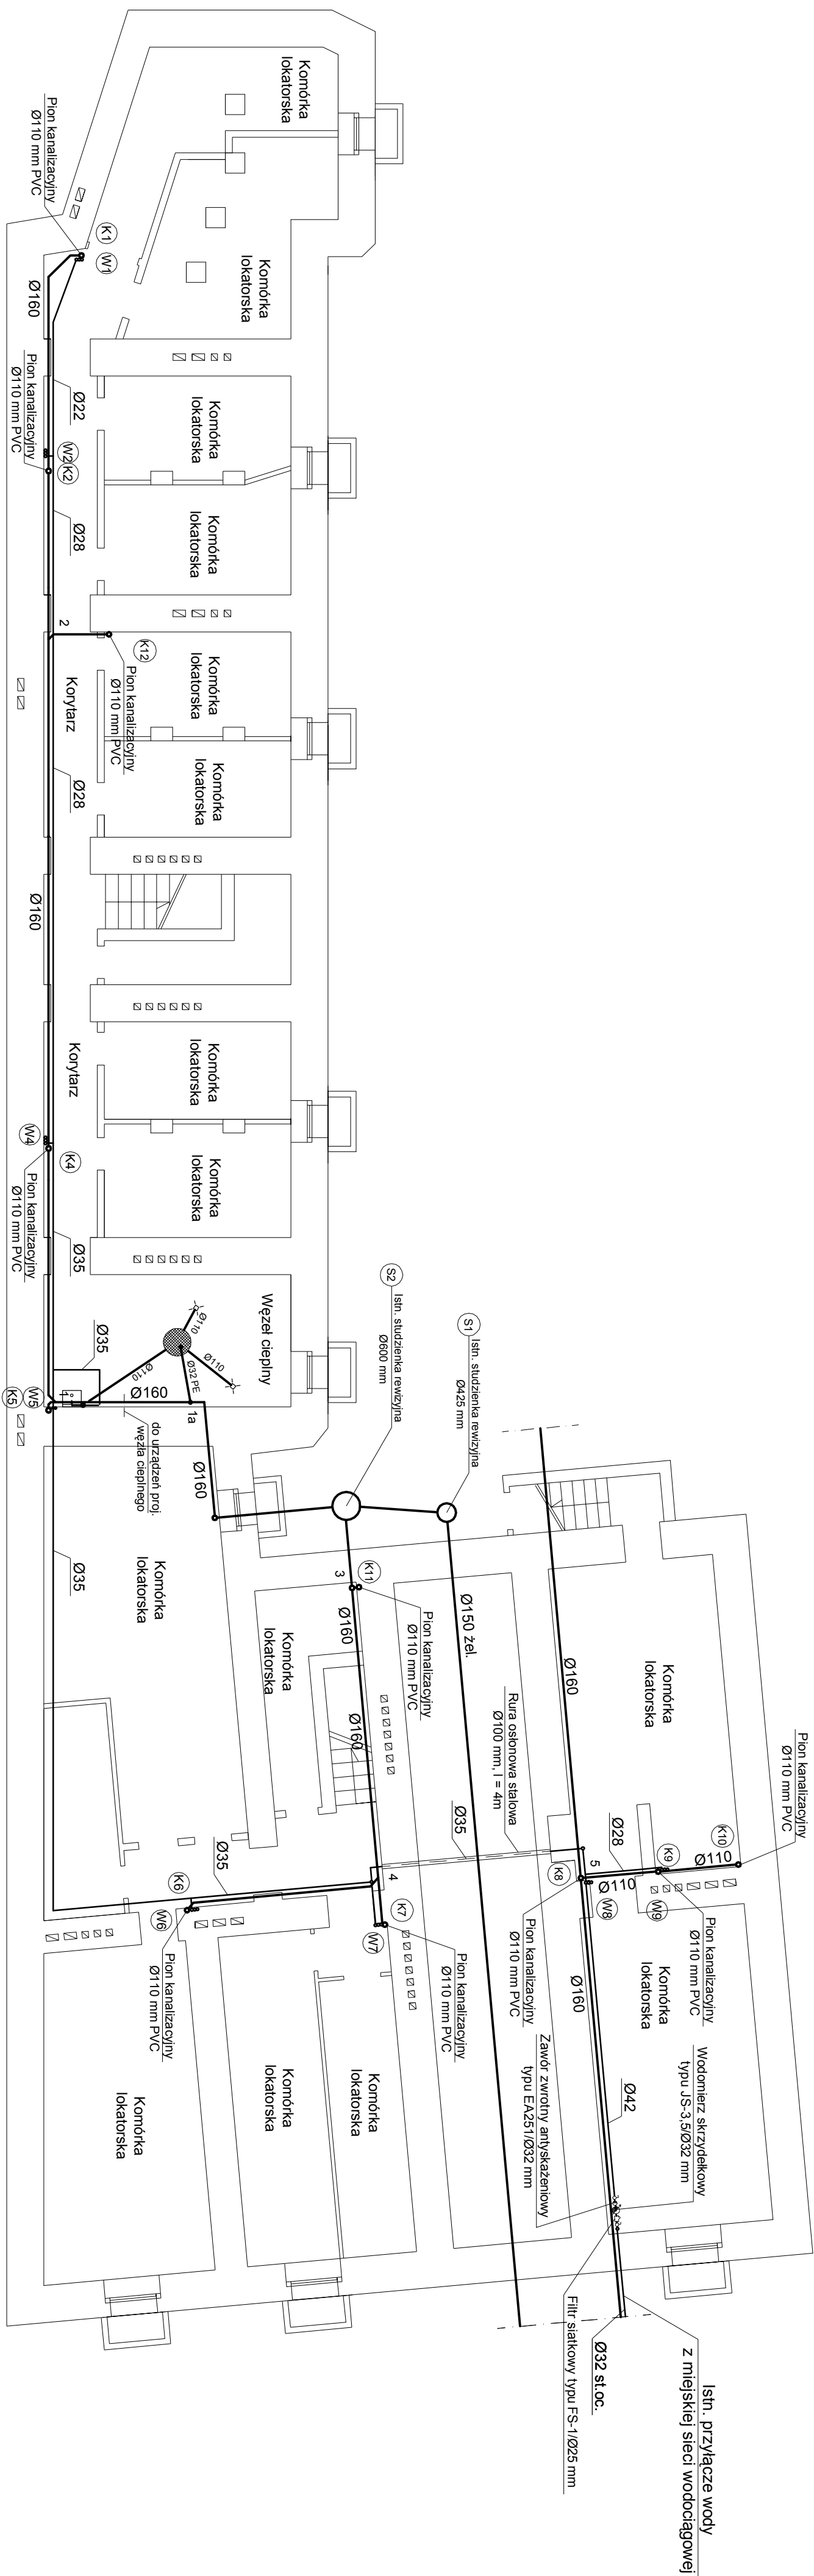 Komórka
lokatorska
Pion kanalizacyjny
Ø110 mm PVC
K1
W1
Komórka
lokatorska
Ø160
Ø22
Pion kanalizacyjny
Ø110 mm PVC
W2
K2
Komórka
lokatorska
Ø28
Komórka
lokatorska
2
K12
Pion kanalizacyjny
Ø110 mm PVC
Korytarz
Komórka
lokatorska
Ø28
Komórka
lokatorska
Ø160
Korytarz
Komórka
lokatorska
W4
K4
Pion kanalizacyjny
Ø110 mm PVC
Komórka
lokatorska
Ø35
Węzeł cieplny
Ø110
Ø110
Ø110
Ø32 PE
Ø35
Ø160
1
1a
W5
K5
do urządzeń proj.
węzła cieplnego
Ø160
S2
Istn. studzienka rewizyjna
Ø600 mm
S1
Istn. studzienka rewizyjna
Ø425 mm
Ø35
Komórka
lokatorska
3
K11
Pion kanalizacyjny
Ø110 mm PVC
Komórka
lokatorska
Ø160
Ø150 żel.
Ø160
Ø160
Komórka
lokatorska
Rura osłonowa stalowa
Ø100 mm, l = 4m
Ø35
Ø35
Pion kanalizacyjny
Ø110 mm PVC
Ø28
5
K9
Ø110
K10
Ø110
K6
W6
Pion kanalizacyjny
Ø110 mm PVC
4
K7
W7
Pion kanalizacyjny
Ø110 mm PVC
K8
W8
W9
Pion kanalizacyjny
Ø110 mm PVC
Pion kanalizacyjny
Ø110 mm PVC
Ø160
Komórka
lokatorska
Komórka
lokatorska
Komórka
lokatorska
Komórka
lokatorska
Zawór zwrotny antyskażeniowy
typu EA251/Ø32 mm
Ø42
Wodomierz skrzydełkowy
typu JS-3,5/Ø32 mm
Filtr siatkowy typu FS-1/Ø25 mm
Ø32 st.oc.
Istn. przyłącze wody
z miejskiej sieci wodociągowej